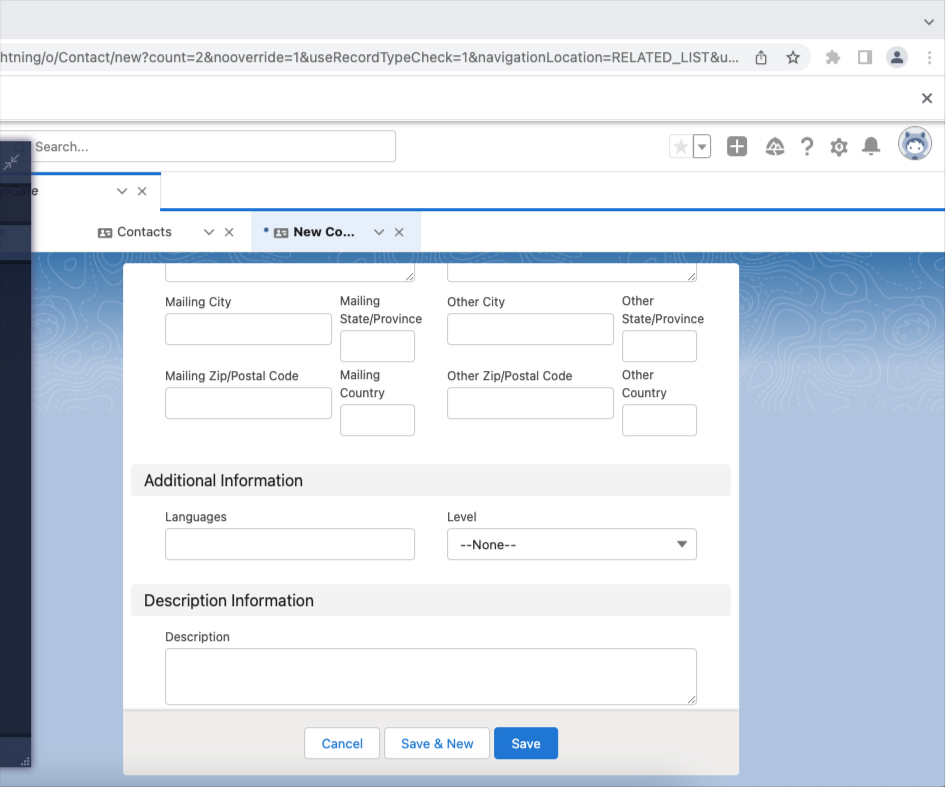 htning/o/Contact/new?count=2&nooverride=1&useRecordTypeCheck=1&navigationLocation=RELATED_LIST&u...
Search...
Contacts
* New Co...
Mailing City
Mailing State/Province
Other City
Other State/Province
Mailing Zip/Postal Code
Mailing Country
Other Zip/Postal Code
Other Country
Additional Information
Languages
Level
--None--
Description Information
Description
Cancel
Save & New
Save